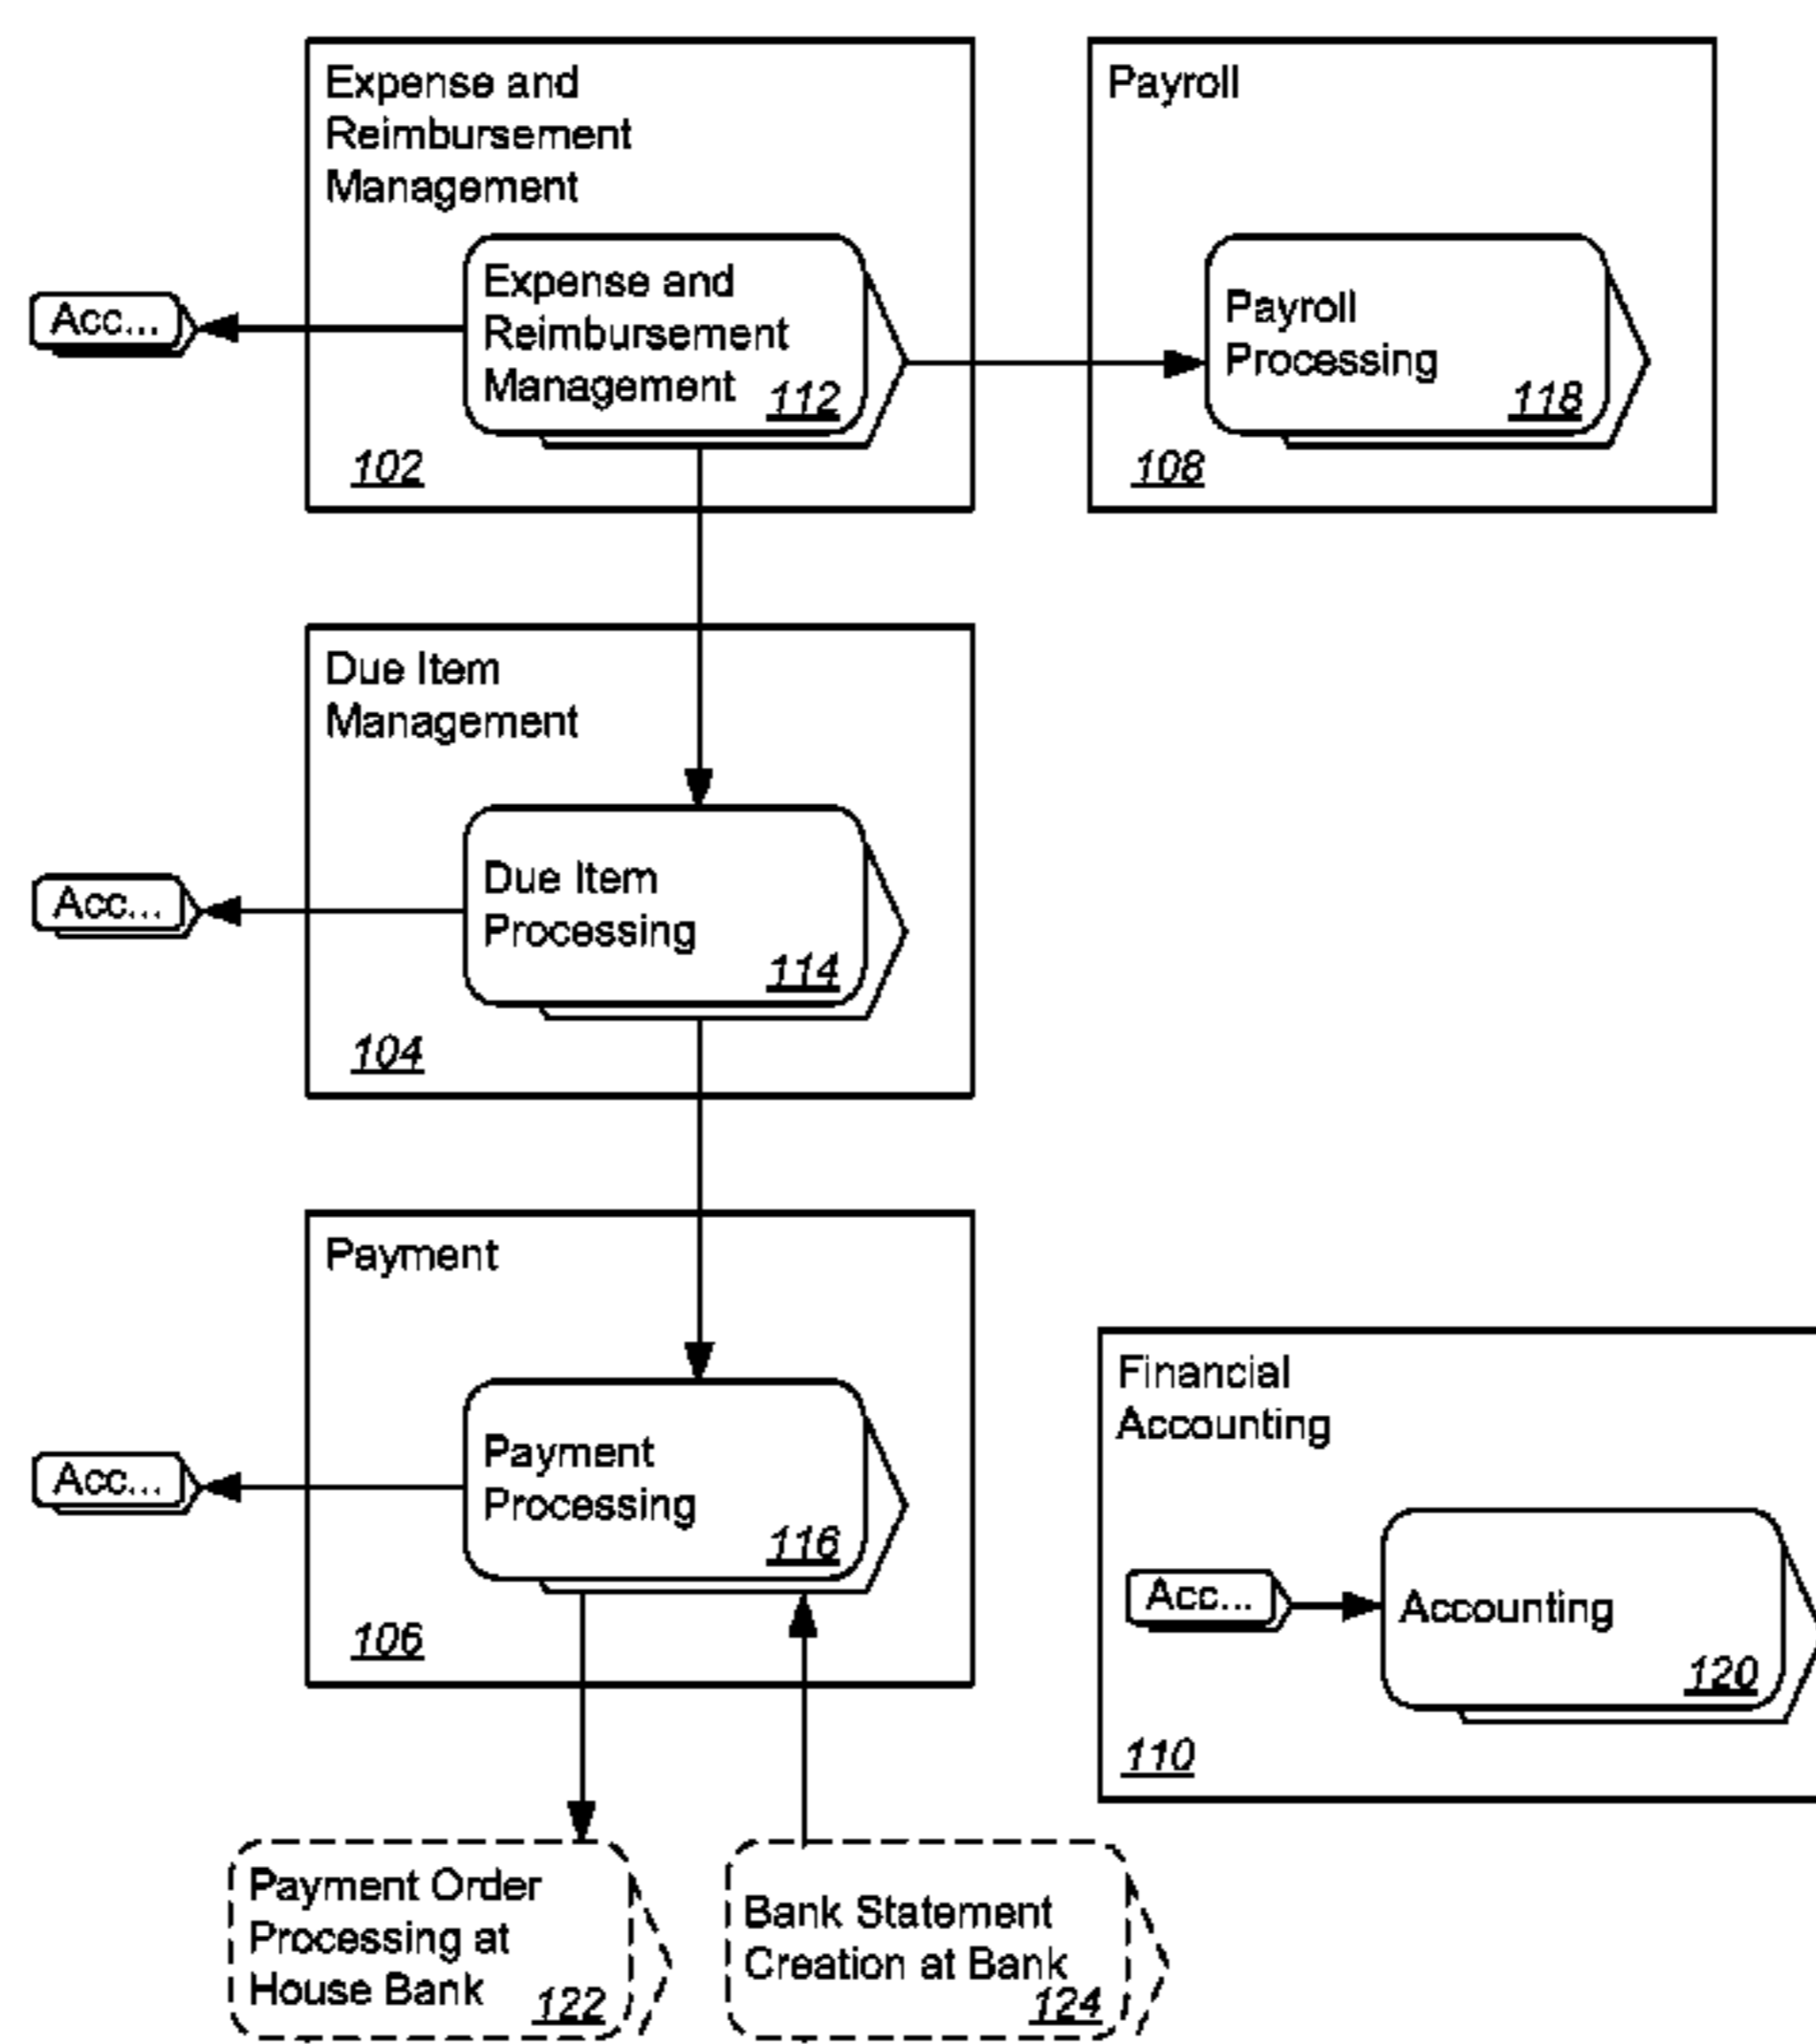 Expense and
Reimbursement
Management
Acc...
Expense and
Reimbursement
Management
112
102
Payroll
Payroll
Processing
118
108
Due Item
Management
Acc...
Due Item
Processing
114
104
Payment
Acc...
Payment
Processing
116
106
Financial
Accounting
Acc...
Accounting
120
110
Payment Order
Processing at
House Bank
122
Bank Statement
Creation at Bank
124